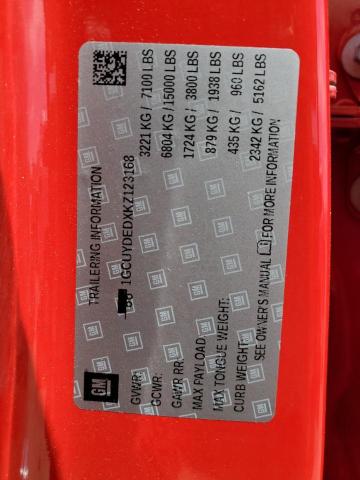 GM
TRAILERING INFORMATION
1GCUYDEDXKZ123168
GVWR: 3221 KG / 7100 LBS
GCWR: 6804 KG / 15000 LBS
GAWR RR: 1724 KG / 3800 LBS
MAX PAYLOAD 879 KG / 1938 LBS
MAX TONGUE WEIGHT: 435 KG / 960 LBS
CURB WEIGHT: 2342 KG / 5162 LBS
SEE OWNER'S MANUAL FOR MORE INFORMATION